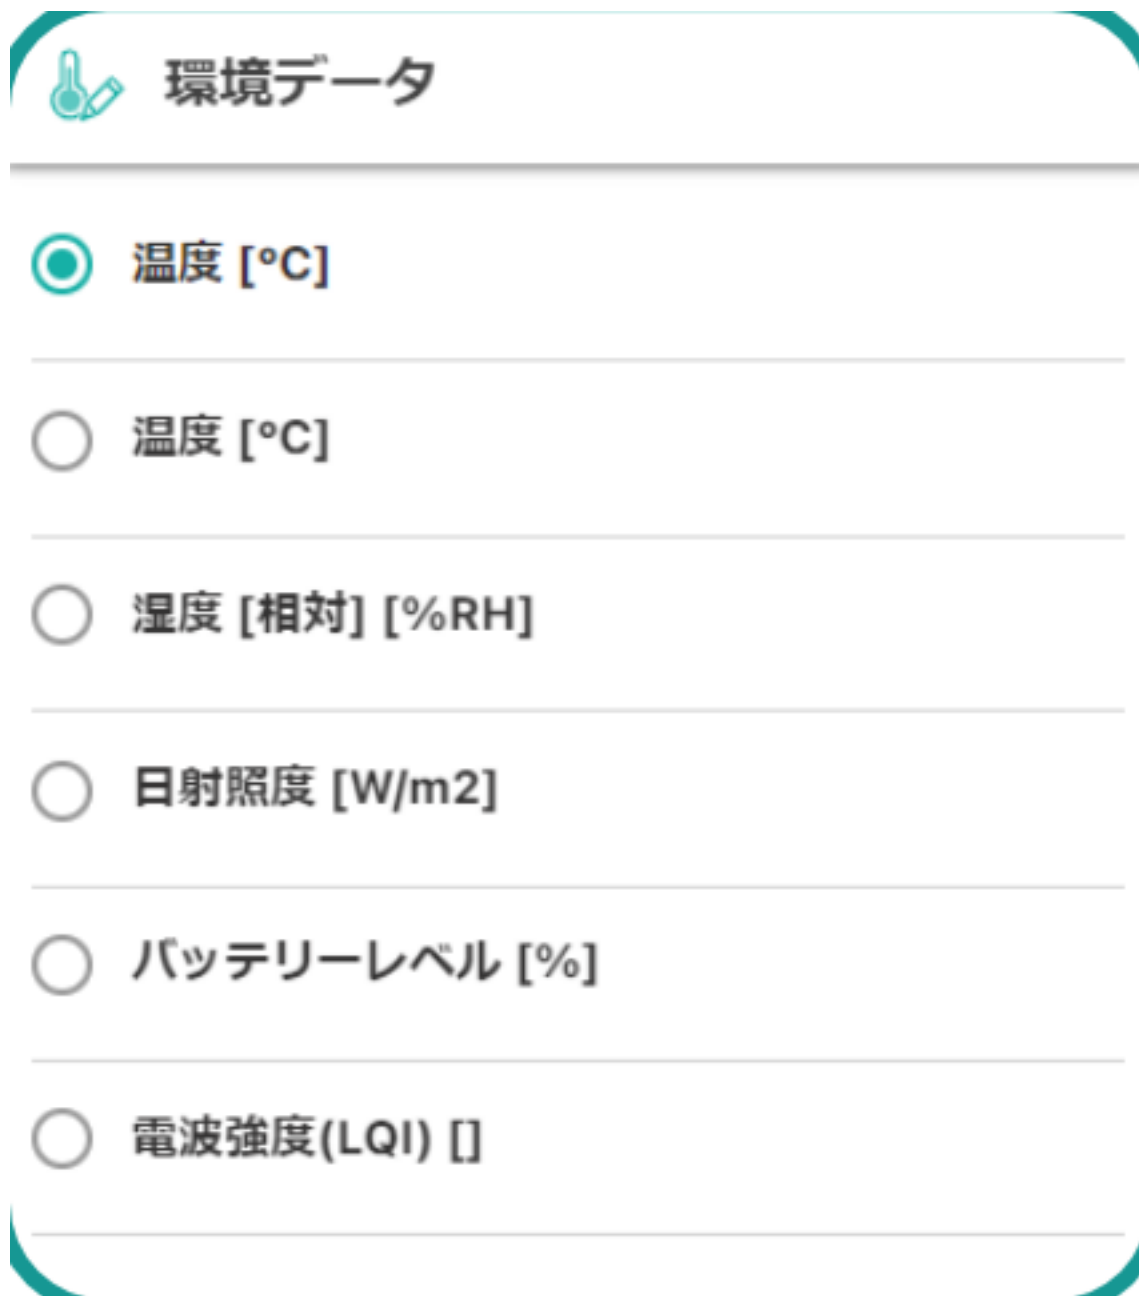 環境データ
温度 [°C]
温度 [°C]
湿度 [相対] [%RH]
日射照度 [W/m2]
バッテリーレベル [%]
電波強度(LQI) []